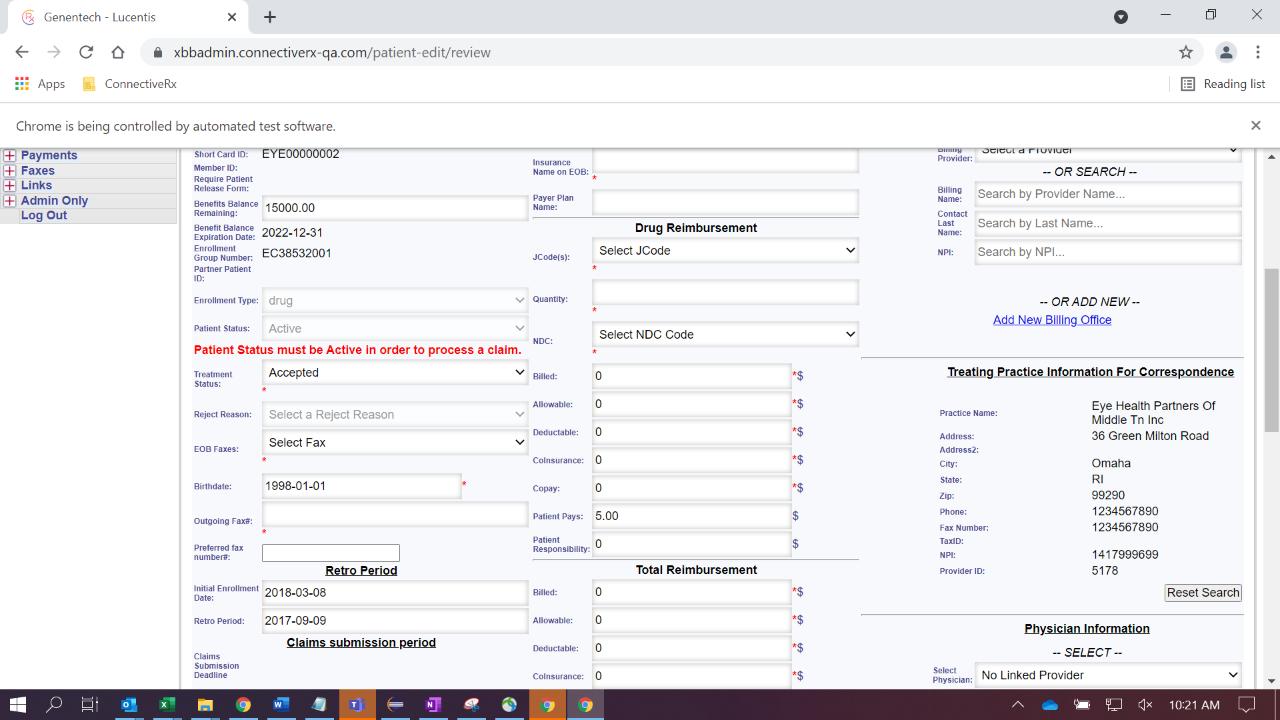 Genentech - Lucentis
xbbadmin.connectiverx-qa.com/patient-edit/review
Apps
ConnectiveRx
Reading list
Chrome is being controlled by automated test software.
Payments
Faxes
Links
Admin Only
Log Out
Short Card ID: EYE00000002
Member ID:
Require Patient
Release Form:
Benefits Balance
Remaining: 15000.00
Benefit Balance
Expiration Date: 2022-12-31
Enrollment
Group Number: EC38532001
Partner Patient
ID:
Enrollment Type: drug
Patient Status: Active
Patient Status must be Active in order to process a claim.
Treatment
Status: Accepted
*
Reject Reason: Select a Reject Reason
EOB Faxes: Select Fax
*
Birthdate: 1998-01-01 *
Outgoing Fax#:
*
Preferred fax
number#:
Retro Period
Initial Enrollment
Date: 2018-03-08
Retro Period: 2017-09-09
Claims submission period
Claims
Submission
Deadline
Insurance
Name on EOB:
*
Payer Plan
Name:
Drug Reimbursement
JCode(s): Select JCode
*
Quantity:
*
NDC: Select NDC Code
*
Billed: 0 *$
Allowable: 0 *$
Deductable: 0 *$
CoInsurance: 0 *$
Copay: 0 *$
Patient Pays: 5.00 $
Patient
Responsibility: 0 $
Total Reimbursement
Billed: 0 *$
Allowable: 0 *$
Deductable: 0 *$
CoInsurance: 0 *$
Billing
Provider: Select a Provider
-- OR SEARCH --
Billing
Name: Search by Provider Name...
Contact
Last
Name: Search by Last Name...
NPI: Search by NPI...
-- OR ADD NEW --
Add New Billing Office
Treating Practice Information For Correspondence
Practice Name: Eye Health Partners Of
Middle Tn Inc
Address: 36 Green Milton Road
Address2:
City: Omaha
State: RI
Zip: 99290
Phone: 1234567890
Fax Number: 1234567890
TaxID:
NPI: 1417999699
Provider ID: 5178
Reset Search
Physician Information
-- SELECT --
Select
Physician: No Linked Provider
10:21 AM